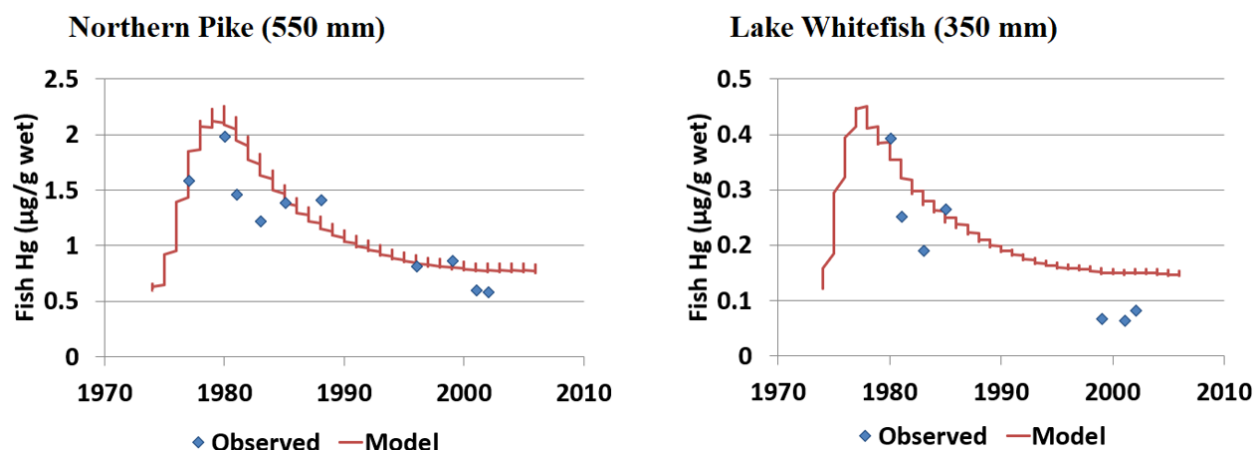 Northern Pike (550 mm)
Fish Hg (µg/g wet)
2.5
2
1.5
1
0.5
0
1970 1980 1990 2000 2010
Observed Model
Lake Whitefish (350 mm)
Fish Hg (µg/g wet)
0.5
0.4
0.3
0.2
0.1
0
1970 1980 1990 2000 2010
Observed Model